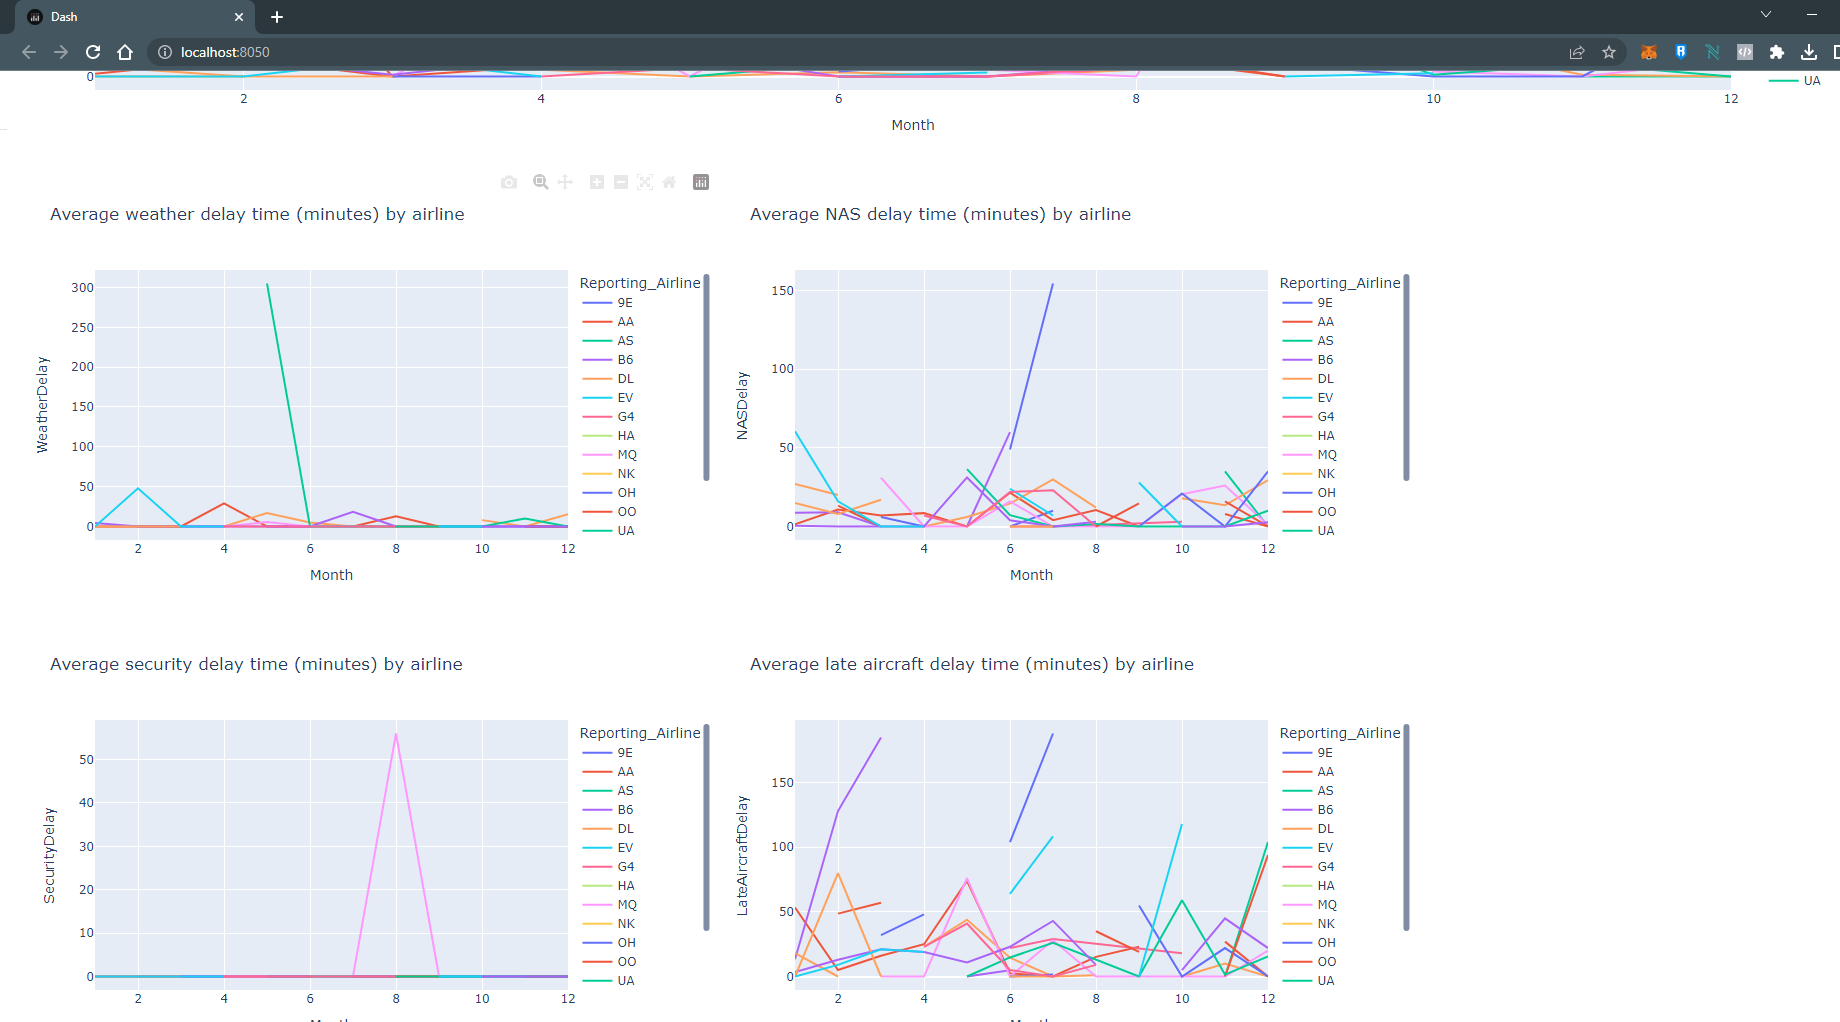 Dash
localhost:8050
0
2 4 6 8 10 12
Month
UA
Average weather delay time (minutes) by airline
300
250
200
150
100
50
0
WeatherDelay
2 4 6 8 10 12
Month
Reporting_Airline
9E
AA
AS
B6
DL
EV
G4
HA
MQ
NK
OH
OO
UA
Average NAS delay time (minutes) by airline
150
100
50
0
NASDelay
2 4 6 8 10 12
Month
Reporting_Airline
9E
AA
AS
B6
DL
EV
G4
HA
MQ
NK
OH
OO
UA
Average security delay time (minutes) by airline
50
40
30
20
10
0
SecurityDelay
2 4 6 8 10 12
Reporting_Airline
9E
AA
AS
B6
DL
EV
G4
HA
MQ
NK
OH
OO
UA
Average late aircraft delay time (minutes) by airline
150
100
50
0
LateAircraftDelay
2 4 6 8 10 12
Reporting_Airline
9E
AA
AS
B6
DL
EV
G4
HA
MQ
NK
OH
OO
UA